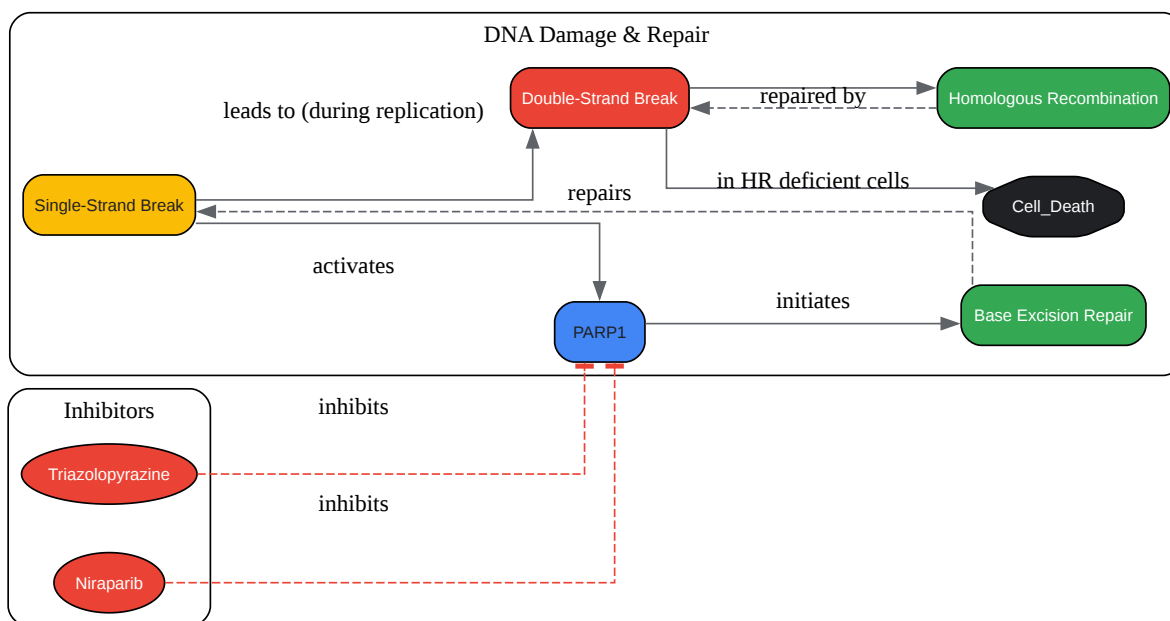 DNA Damage & Repair
Double-Strand Break
repaired by
Homologous Recombination
leads to (during replication)
Single-Strand Break
repairs
in HR deficient cells
Cell_Death
activates
PARP1
initiates
Base Excision Repair
Inhibitors
inhibits
Triazolopyrazine
inhibits
Niraparib